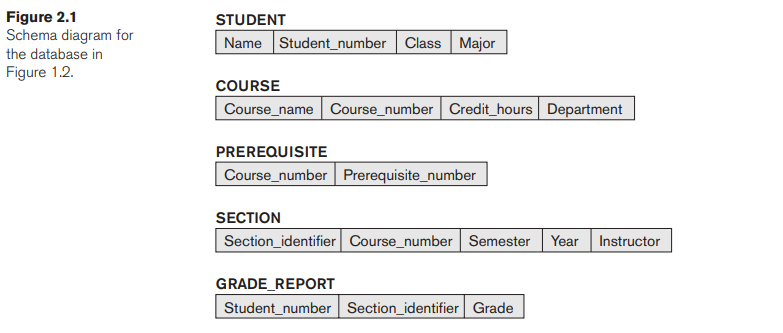 Figure 2.1
Schema diagram for
the database in
Figure 1.2.
STUDENT
Name Student_number Class Major
COURSE
Course_name Course_number Credit_hours Department
PREREQUISITE
Course_number Prerequisite_number
SECTION
Section_identifier Course_number Semester Year Instructor
GRADE_REPORT
Student_number Section_identifier Grade